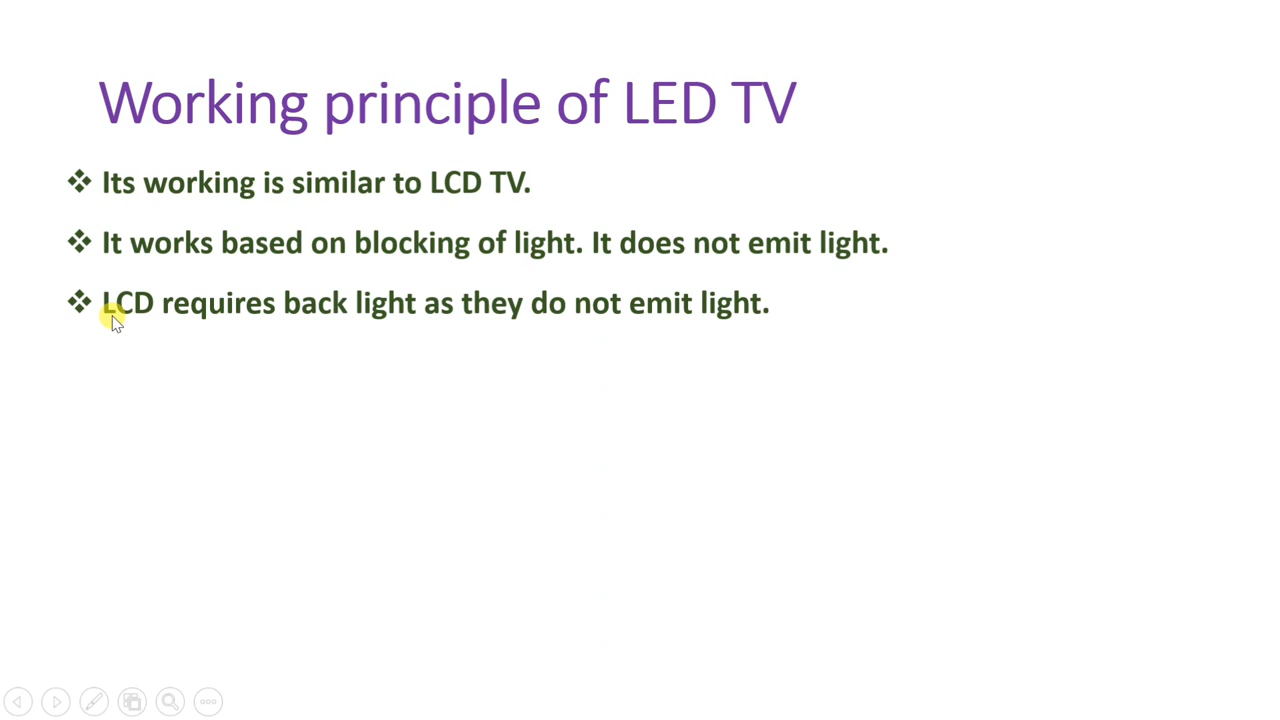 Working principle of LED TV
❖ Its working is similar to LCD TV.
❖ It works based on blocking of light. It does not emit light.
❖ LCD requires back light as they do not emit light.